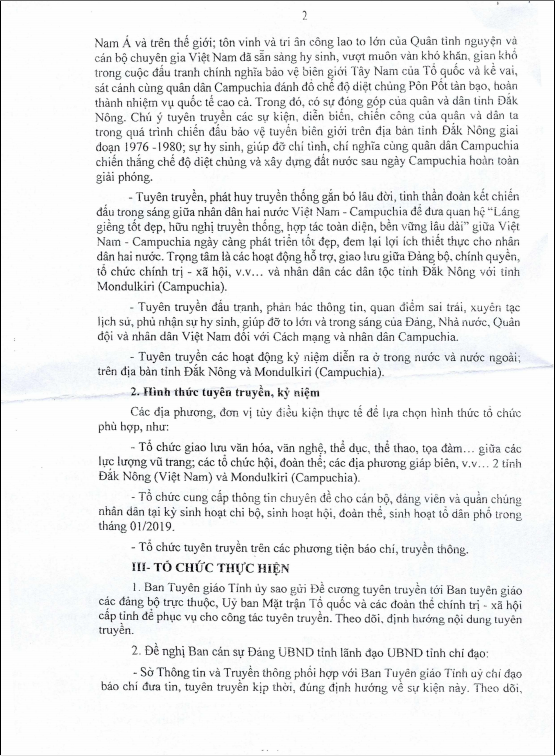 2
Nam Á và trên thế giới; tôn vinh và tri ân công lao to lớn của Quân tình nguyện và
cán bộ chuyên gia Việt Nam đã sẵn sàng hy sinh, vượt muôn vàn khó khăn, gian khổ
trong cuộc đấu tranh chính nghĩa bảo vệ biên giới Tây Nam của Tổ quốc và kề vai,
sát cánh cùng quân dân Campuchia đánh đổ chế độ diệt chủng Pôn Pốt tàn bạo, hoàn
thành nhiệm vụ quốc tế cao cả. Trong đó, có sự đóng góp của quân và dân tỉnh Đắk
Nông. Chú ý tuyên truyền các sự kiện, diễn biến, chiến công của quân và dân ta
trong quá trình chiến đấu bảo vệ tuyến biên giới trên địa bàn tỉnh Đắk Nông giai
đoạn 1976 -1980; sự hy sinh, giúp đỡ chí tình, chí nghĩa cùng quân dân Campuchia
chiến thắng chế độ diệt chủng và xây dựng đất nước sau ngày Campuchia hoàn toàn
giải phóng.
- Tuyên truyền, phát huy truyền thống gắn bó lâu đời, tinh thần đoàn kết chiến
đấu trong sáng giữa nhân dân hai nước Việt Nam - Campuchia để đưa quan hệ “Láng
giềng tốt đẹp, hữu nghị truyền thống, hợp tác toàn diện, bền vững lâu dài” giữa Việt
Nam - Campuchia ngày càng phát triển tốt đẹp, đem lại lợi ích thiết thực cho nhân
dân hai nước. Trọng tâm là các hoạt động hỗ trợ, giao lưu giữa Đảng bộ, chính quyền,
tổ chức chính trị - xã hội, v.v... và nhân dân các dân tộc tỉnh Đắk Nông với tỉnh
Mondulkiri (Campuchia).
- Tuyên truyền đấu tranh, phản bác thông tin, quan điểm sai trái, xuyên tạc
lịch sử, phủ nhận sự hy sinh, giúp đỡ to lớn và trong sáng của Đảng, Nhà nước, Quân
đội và nhân dân Việt Nam đối với Cách mạng và nhân dân Campuchia.
- Tuyên truyền các hoạt động kỷ niệm diễn ra ở trong nước và nước ngoài;
trên địa bàn tỉnh Đắk Nông và Mondulkiri (Campuchia).
2. Hình thức tuyên truyền, kỷ niệm
Các địa phương, đơn vị tùy điều kiện thực tế để lựa chọn hình thức tổ chức
phù hợp, như:
- Tổ chức giao lưu văn hóa, văn nghệ, thể dục, thể thao, tọa đàm... giữa các
lực lượng vũ trang; các tổ chức hội, đoàn thể; các địa phương giáp biên, v.v... 2 tỉnh
Đắk Nông (Việt Nam) và Mondulkiri (Campuchia).
- Tổ chức cung cấp thông tin chuyên đề cho cán bộ, đảng viên và quần chúng
nhân dân tại kỳ sinh hoạt chi bộ, sinh hoạt hội, đoàn thể, sinh hoạt tổ dân phố trong
tháng 01/2019.
- Tổ chức tuyên truyền trên các phương tiện báo chí, truyền thông.
III- TỔ CHỨC THỰC HIỆN
1. Ban Tuyên giáo Tỉnh ủy sao gửi Đề cương tuyên truyền tới Ban tuyên giáo
các đảng bộ trực thuộc, Uỷ ban Mặt trận Tổ quốc và các đoàn thể chính trị - xã hội
cấp tỉnh để phục vụ cho công tác tuyên truyền. Theo dõi, định hướng nội dung tuyên
truyền.
2. Đề nghị Ban cán sự Đảng UBND tỉnh lãnh đạo UBND tỉnh chỉ đạo:
- Sở Thông tin và Truyền thông phối hợp với Ban Tuyên giáo Tỉnh uỷ chỉ đạo
báo chí đưa tin, tuyên truyền kịp thời, đúng định hướng về sự kiện này. Theo dõi,